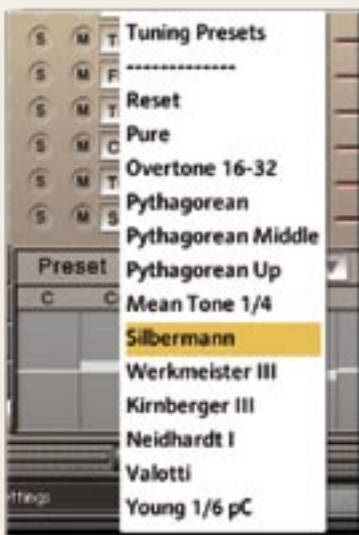 Tuning Presets
-------------
Reset
Pure
Overtone 16-32
Pythagorean
Pythagorean Middle
Pythagorean Up
Mean Tone 1/4
Silbermann
Werkmeister III
Kirnberger III
Neidhardt I
Valotti
Young 1/6 pC
S M T
S M F
S M T
S M C
S M T
S M S
Preset
C C